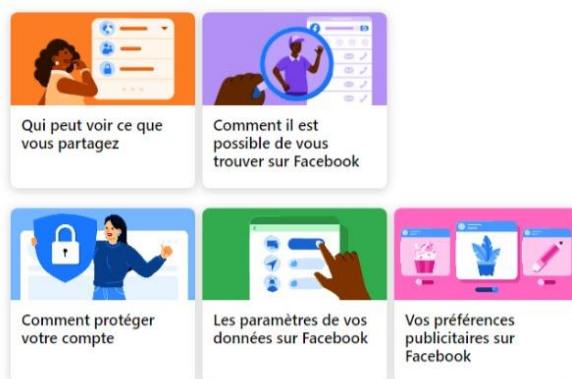 Qui peut voir ce que
vous partagez
Comment il est
possible de vous
trouver sur Facebook
Comment protéger
votre compte
Les paramètres de vos
données sur Facebook
Vos préférences
publicitaires sur
Facebook